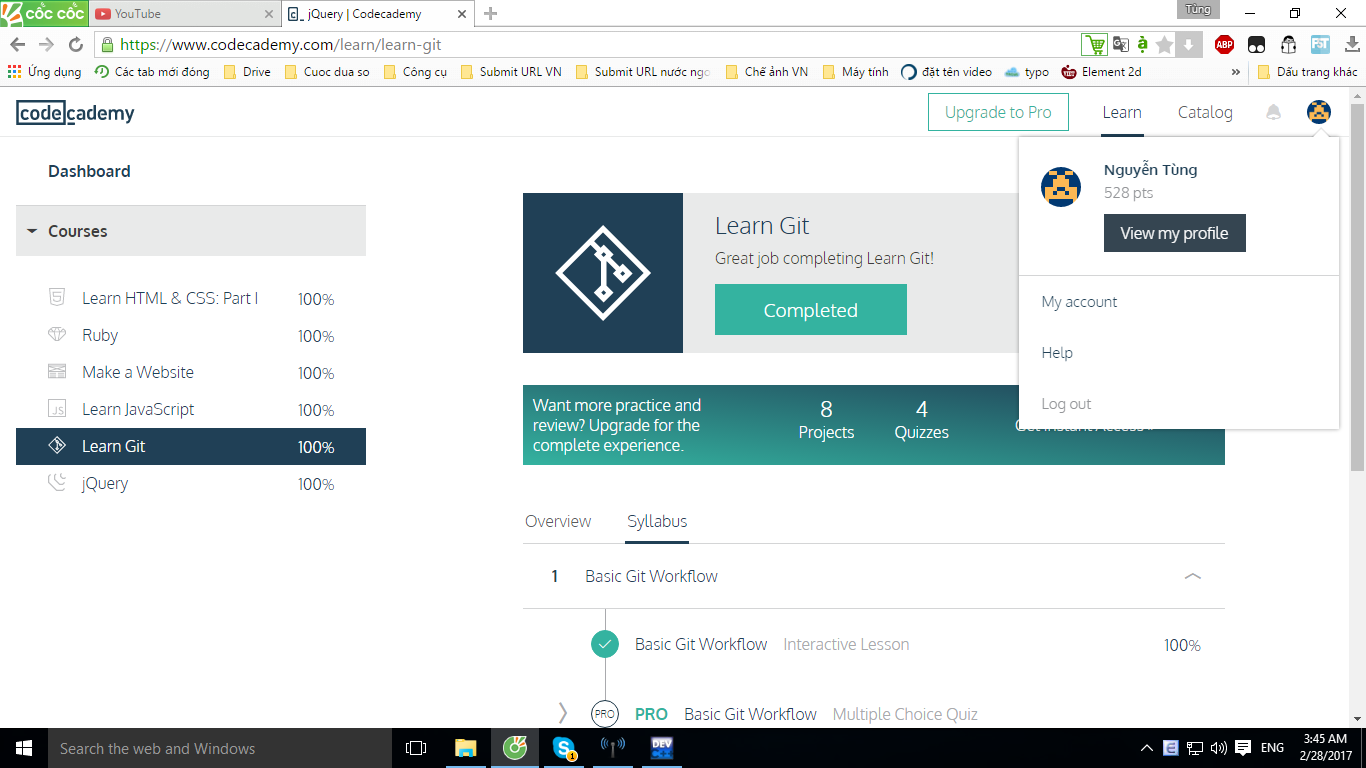 cốc cốc
YouTube
jQuery | Codecademy
Tùng
https://www.codecademy.com/learn/learn-git
ABP
Ứng dụng
Các tab mới đóng
Drive
Cuoc dua so
Công cụ
Submit URL VN
Submit URL nước ngo
Chế ảnh VN
Máy tính
đặt tên video
typo
Element 2d
»
Dấu trang khác
codecademy
Upgrade to Pro
Learn
Catalog
Dashboard
Nguyễn Tùng
528 pts
View my profile
My account
Help
Log out
Courses
Learn HTML & CSS: Part I 100%
Ruby 100%
Make a Website 100%
Learn JavaScript 100%
Learn Git 100%
jQuery 100%
Learn Git
Great job completing Learn Git!
Completed
Want more practice and
review? Upgrade for the
complete experience.
8
Projects
4
Quizzes
Get Instant Access »
Overview
Syllabus
1 Basic Git Workflow
Basic Git Workflow Interactive Lesson 100%
PRO PRO Basic Git Workflow Multiple Choice Quiz
Search the web and Windows
1
DEV
ENG
3:45 AM
2/28/2017